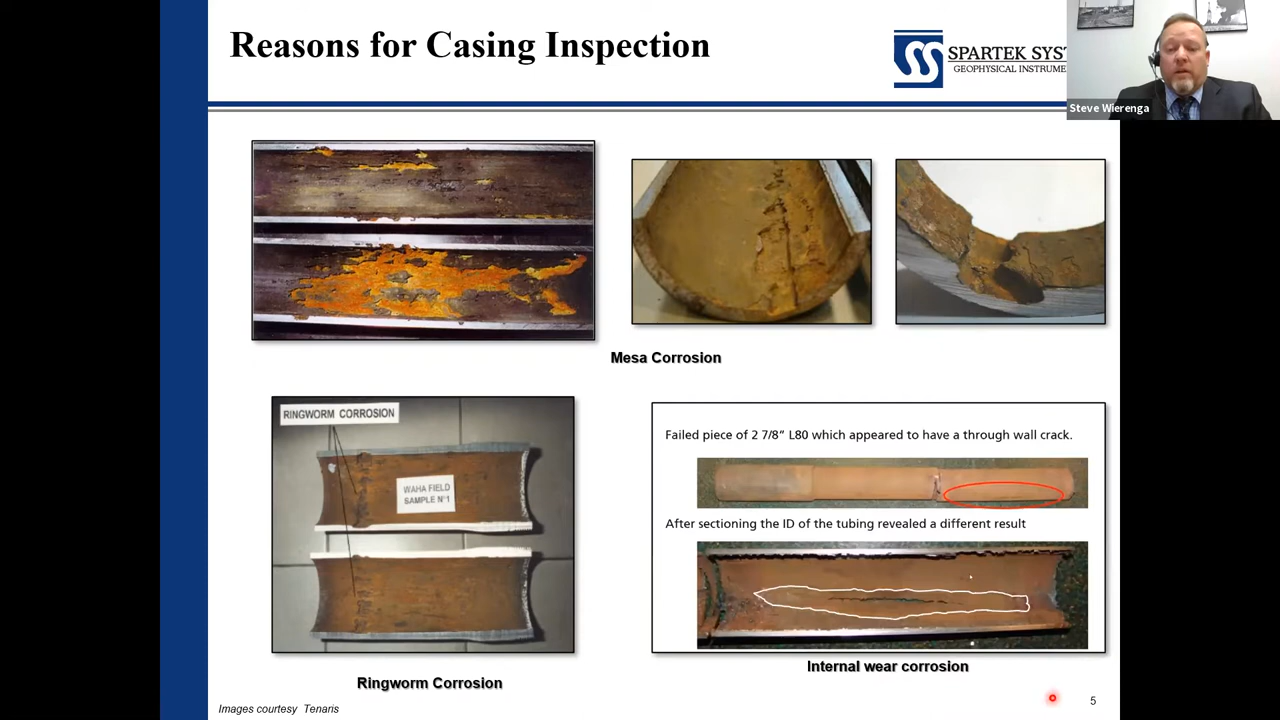 Reasons for Casing Inspection
SPARTEK SYST
GEOPHYSICAL INSTRUME
Steve Wierenga
Mesa Corrosion
RINGWORM CORROSION
WAHA FIELD
SAMPLE N°1
Ringworm Corrosion
Failed piece of 2 7/8” L80 which appeared to have a through wall crack.
After sectioning the ID of the tubing revealed a different result
Internal wear corrosion
Images courtesy Tenaris
5